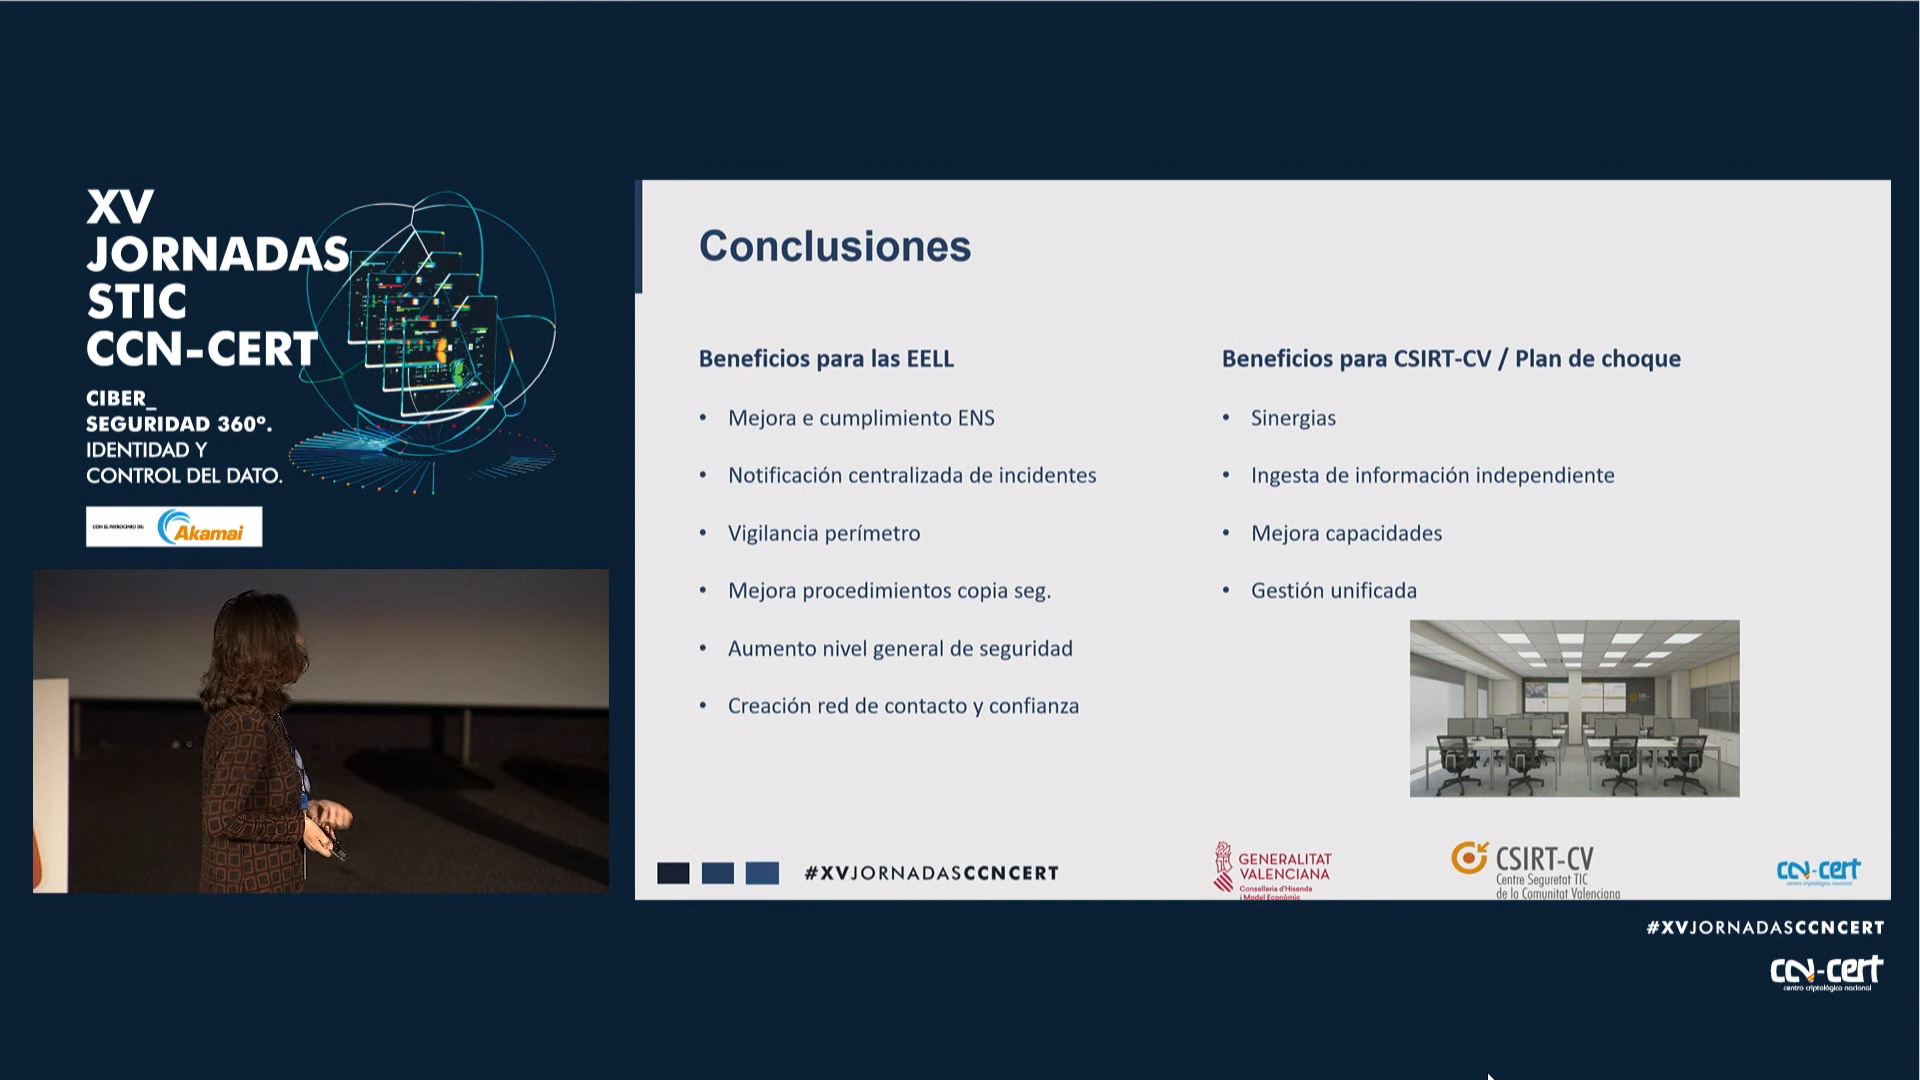 XV
JORNADAS
STIC
CCN-CERT
CIBER_
SEGURIDAD 360º.
IDENTIDAD Y
CONTROL DEL DATO.
CON EL PATROCINIO DE:
Akamai
Conclusiones
Beneficios para las EELL
• Mejora e cumplimiento ENS
• Notificación centralizada de incidentes
• Vigilancia perímetro
• Mejora procedimientos copia seg.
• Aumento nivel general de seguridad
• Creación red de contacto y confianza
Beneficios para CSIRT-CV / Plan de choque
• Sinergias
• Ingesta de información independiente
• Mejora capacidades
• Gestión unificada
#XVJORNADASCCNCERT
GENERALITAT
VALENCIANA
Conselleria d'Hisenda
i Model Econòmic
CSIRT-CV
Centre Seguretat TIC
de la Comunitat Valenciana
ccn-cert
centro criptológico nacional
#XVJORNADASCCNCERT
ccn-cert
centro criptológico nacional